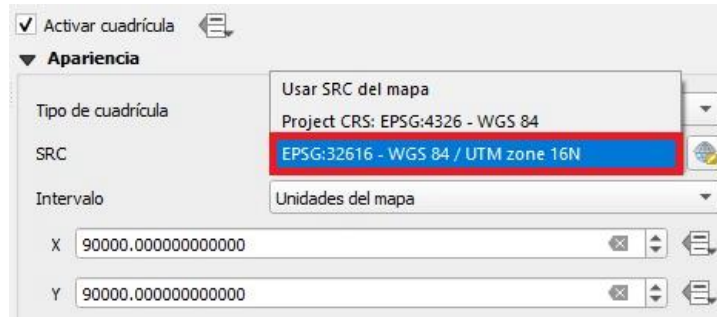 Activar cuadrícula
Apariencia
Usar SRC del mapa
Tipo de cuadrícula
Project CRS: EPSG:4326 - WGS 84
SRC
EPSG:32616 - WGS 84 / UTM zone 16N
Intervalo
Unidades del mapa
X 90000.000000000000
Y 90000.000000000000